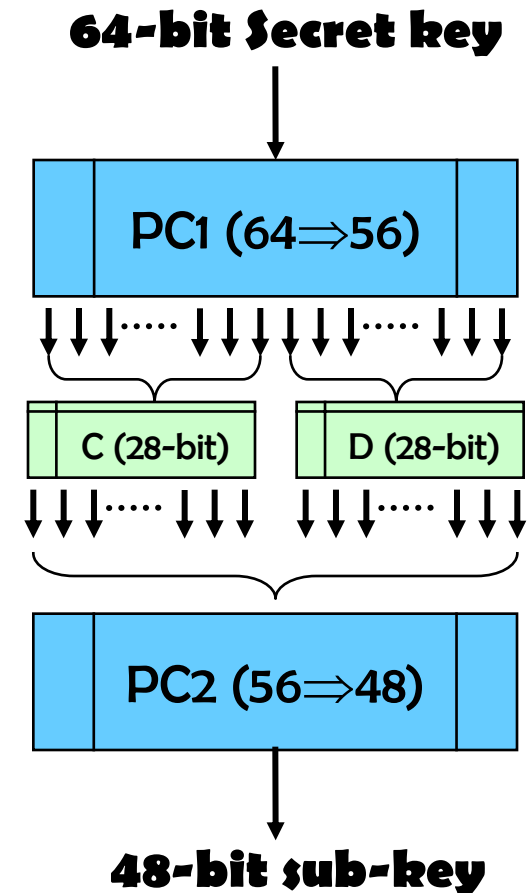 64-bit Secret key
PC1 (64⇒56)
C (28-bit) D (28-bit)
PC2 (56⇒48)
48-bit sub-key